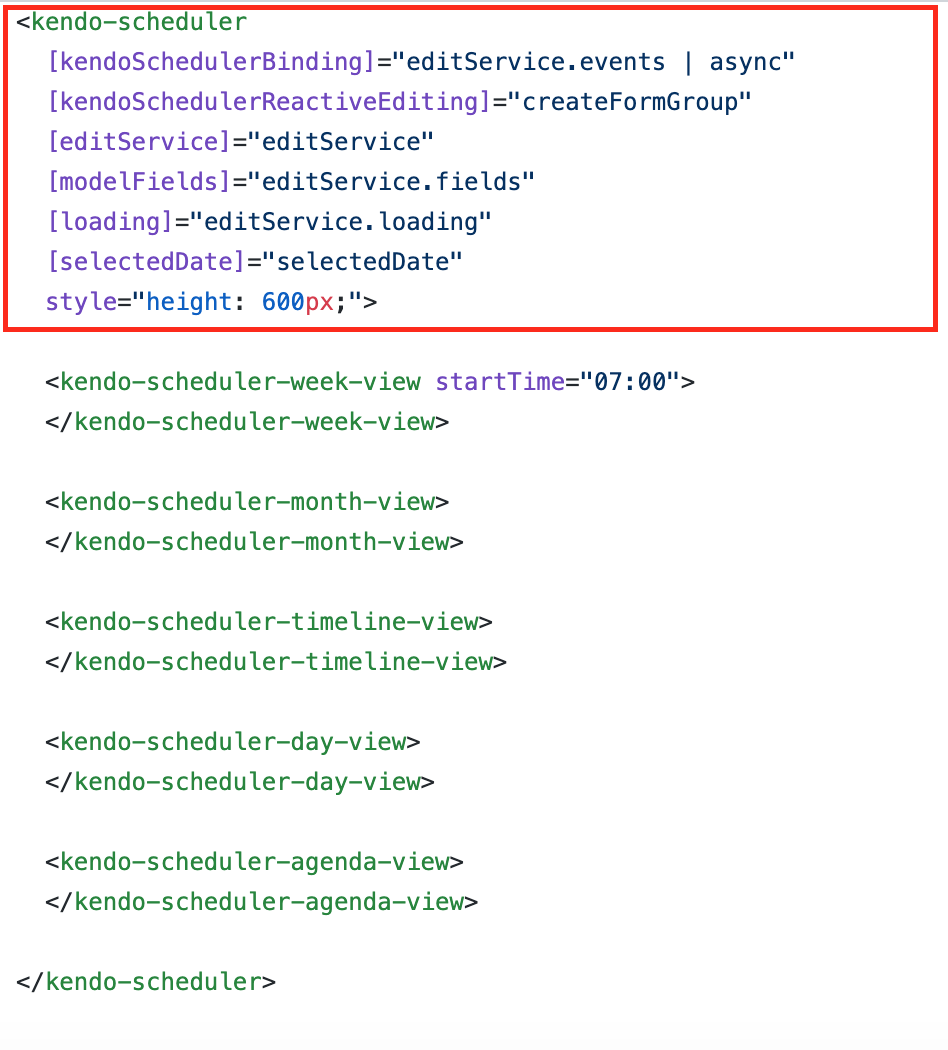 <kendo-scheduler
[kendoSchedulerBinding]="editService.events | async"
[kendoSchedulerReactiveEditing]="createFormGroup"
[editService]="editService"
[modelFields]="editService.fields"
[loading]="editService.loading"
[selectedDate]="selectedDate"
style="height: 600px;">
<kendo-scheduler-week-view startTime="07:00">
</kendo-scheduler-week-view>
<kendo-scheduler-month-view>
</kendo-scheduler-month-view>
<kendo-scheduler-timeline-view>
</kendo-scheduler-timeline-view>
<kendo-scheduler-day-view>
</kendo-scheduler-day-view>
<kendo-scheduler-agenda-view>
</kendo-scheduler-agenda-view>
</kendo-scheduler>